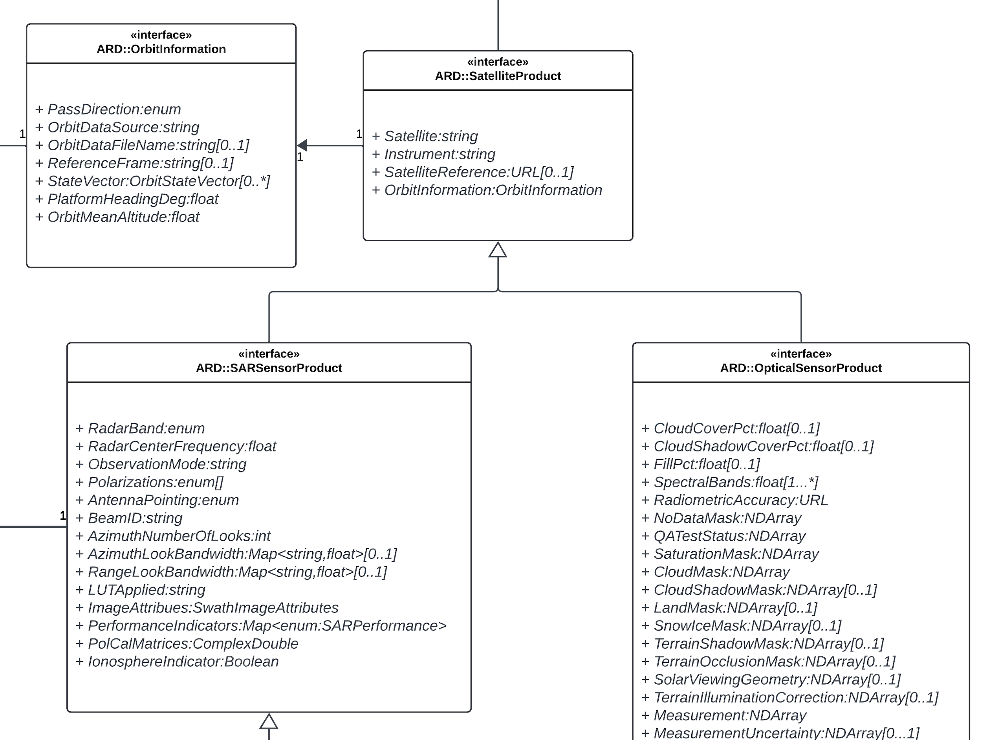 «interface»
ARD::OrbitInformation
+ PassDirection:enum
+ OrbitDataSource:string
+ OrbitDataFileName:string[0..1]
+ ReferenceFrame:string[0..1]
+ StateVector:OrbitStateVector[0..*]
+ PlatformHeadingDeg:float
+ OrbitMeanAltitude:float
1
1
1
«interface»
ARD::SatelliteProduct
+ Satellite:string
+ Instrument:string
+ SatelliteReference:URL[0..1]
+ OrbitInformation:OrbitInformation
«interface»
ARD::SARSensorProduct
+ RadarBand:enum
+ RadarCenterFrequency:float
+ ObservationMode:string
+ Polarizations:enum[]
+ AntennaPointing:enum
+ BeamID:string
+ AzimuthNumberOfLooks:int
+ AzimuthLookBandwidth:Map<string,float>[0..1]
+ RangeLookBandwidth:Map<string,float>[0..1]
+ LUTApplied:string
+ ImageAttribues:SwathImageAttributes
+ PerformanceIndicators:Map<enum:SARPerformance>
+ PolCalMatrices:ComplexDouble
+ IonosphereIndicator:Boolean
1
«interface»
ARD::OpticalSensorProduct
+ CloudCoverPct:float[0..1]
+ CloudShadowCoverPct:float[0..1]
+ FillPct:float[0..1]
+ SpectralBands:float[1...*]
+ RadiometricAccuracy:URL
+ NoDataMask:NDArray
+ QATestStatus:NDArray
+ SaturationMask:NDArray
+ CloudMask:NDArray
+ CloudShadowMask:NDArray[0..1]
+ LandMask:NDArray[0..1]
+ SnowIceMask:NDArray[0..1]
+ TerrainShadowMask:NDArray[0..1]
+ TerrainOcclusionMask:NDArray[0..1]
+ SolarViewingGeometry:NDArray[0..1]
+ TerrainIlluminationCorrection:NDArray[0..1]
+ Measurement:NDArray
+ MeasurementUncertainty:NDArray[0...1]